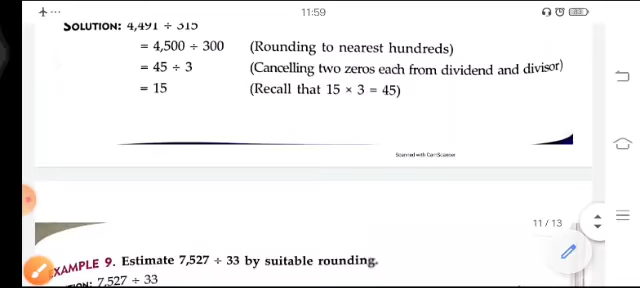 11:59
SOLUTION: 4,491 ÷ 315
= 4,500 ÷ 300 (Rounding to nearest hundreds)
= 45 ÷ 3 (Cancelling two zeros each from dividend and divisor)
= 15 (Recall that 15 × 3 = 45)
Scanned with CamScanner
11 / 13
EXAMPLE 9. Estimate 7,527 ÷ 33 by suitable rounding.
7,527 ÷ 33